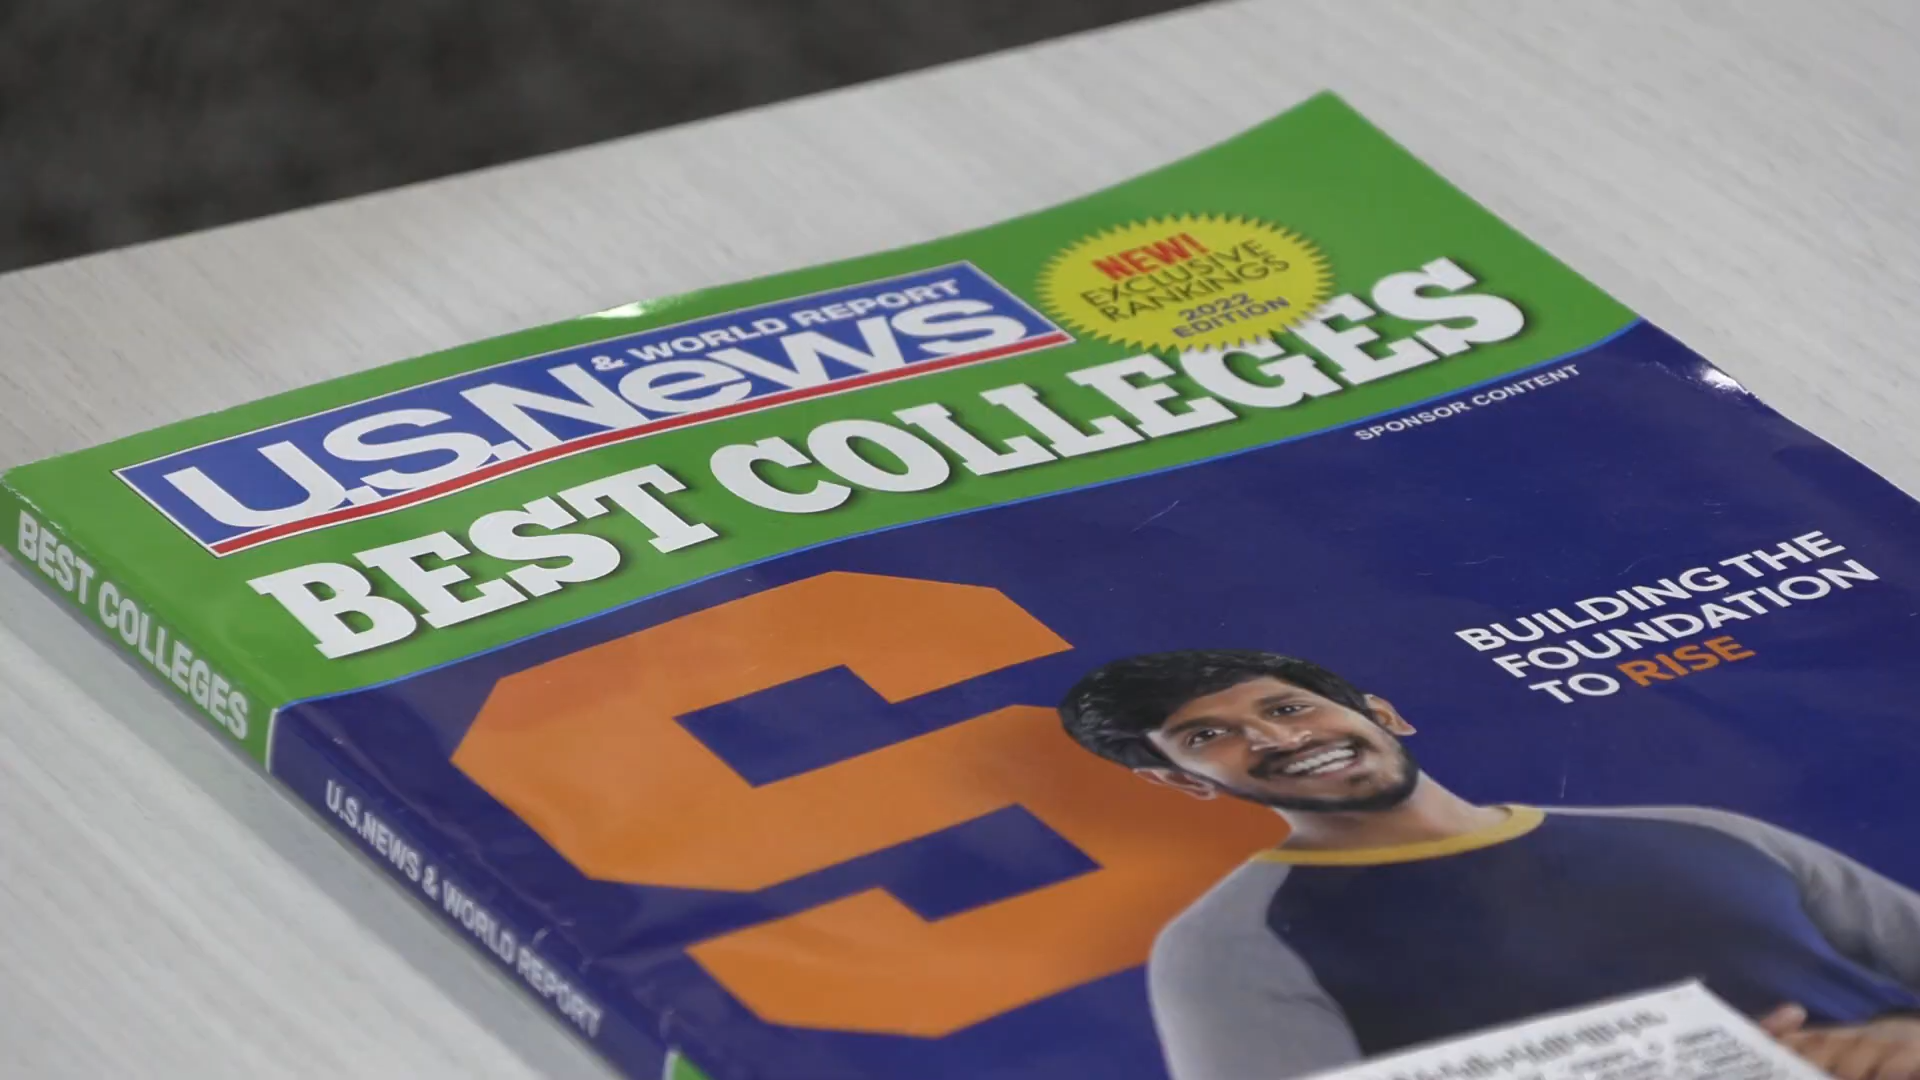 & WORLD REPORT
U.S.News
NEW!
EXCLUSIVE
RANKINGS
2022
EDITION
BEST COLLEGES
SPONSOR CONTENT
BUILDING THE
FOUNDATION
TO RISE
S
BEST COLLEGES
U.S.NEWS & WORLD REPORT